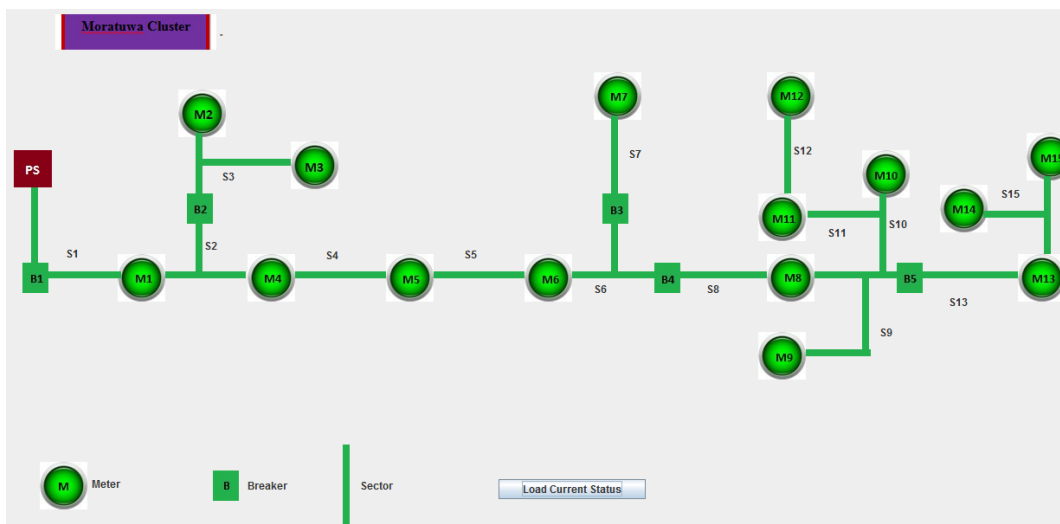 Moratuwa Cluster
M7
M12
M2
S7
S12
M15
PS
S3
M3
M10
S15
B2
B3
M11
M14
S11
S10
S1
S2
S4
S5
B1
M1
M4
M5
M6
S6
B4
S8
M8
B5
M13
S13
S9
M9
M
Meter
B
Breaker
Sector
Load Current Status